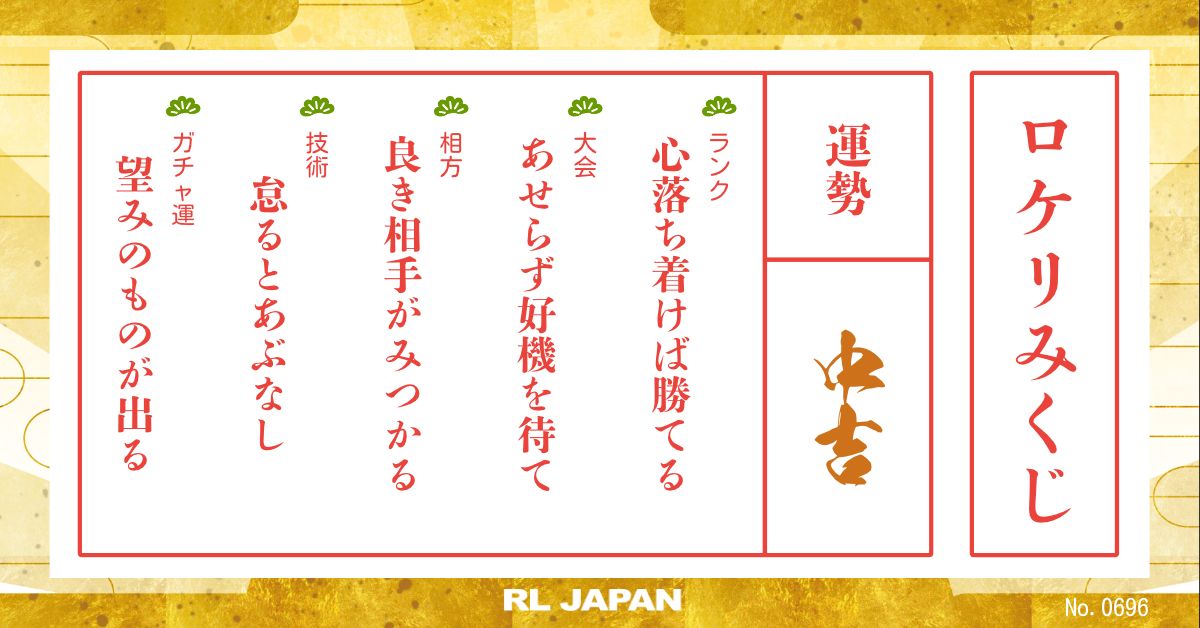 ロケリみくじ
運勢
中吉
ランク
心落ち着けば勝てる
大会
あせらず好機を待て
相方
良き相手がみつかる
技術
怠るとあぶなし
ガチャ運
望みのものが出る
RL JAPAN
No. 0696